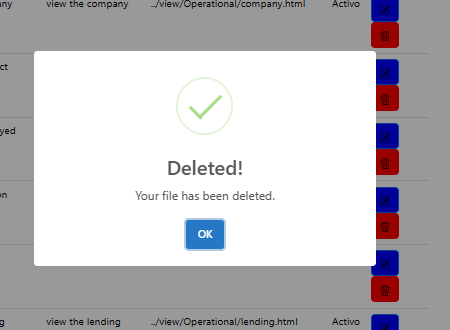 any view the company ../view/Operational/company.html Activo
ct
Deleted!
yed
Your file has been deleted.
on
OK
g view the lending ../view/Operational/lending.html Activo